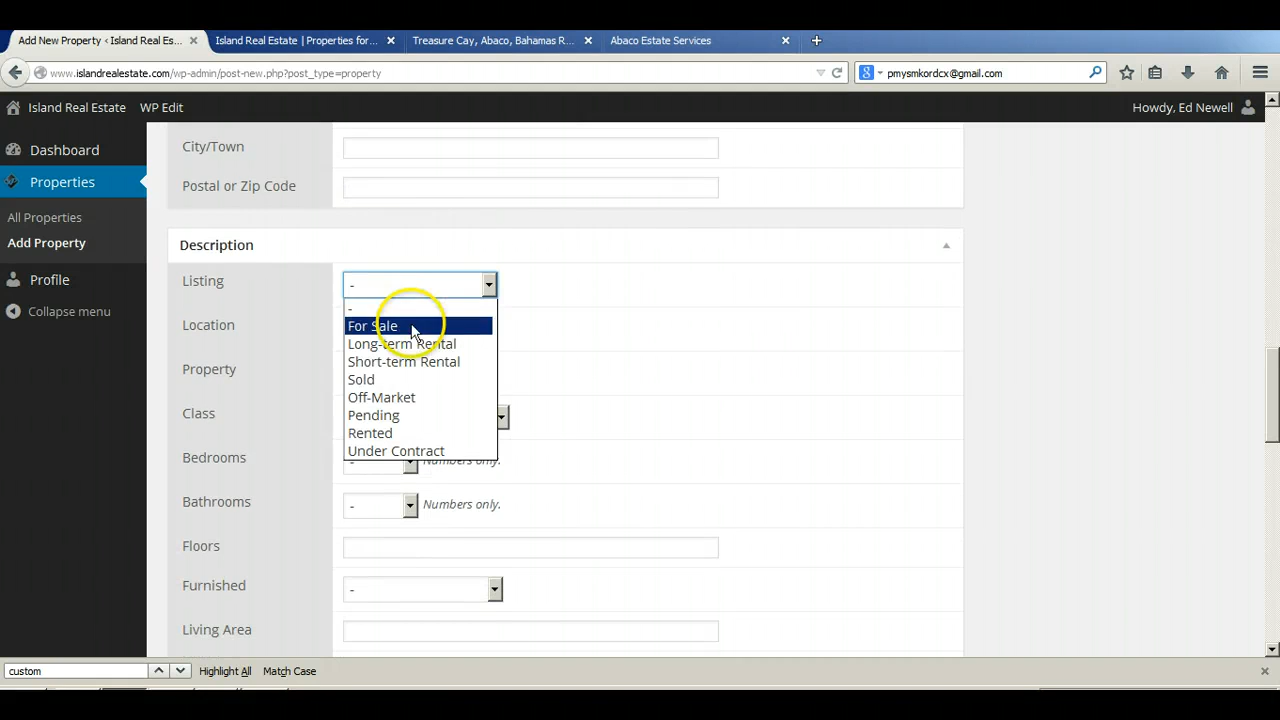 Add New Property ‹ Island Real Es... Island Real Estate | Properties for... Treasure Cay, Abaco, Bahamas R... Abaco Estate Services
www.islandrealestate.com/wp-admin/post-new.php?post_type=property pmysmkordcx@gmail.com
Island Real Estate WP Edit Howdy, Ed Newell
Dashboard
Properties
All Properties
Add Property
Profile
Collapse menu
City/Town
Postal or Zip Code
Description
Listing -
-
For Sale
Long-term Rental
Short-term Rental
Sold
Off-Market
Pending
Rented
Under Contract
Location
Property
Class
Bedrooms - Numbers only.
Bathrooms - Numbers only.
Floors
Furnished -
Living Area
custom Highlight All Match Case